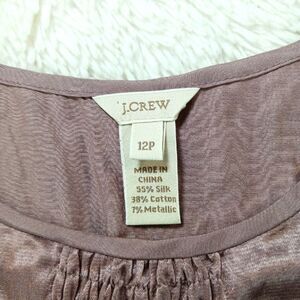 J.CREW
12P
MADE IN
CHINA
55% Silk
38% Cotton
7% Metallic